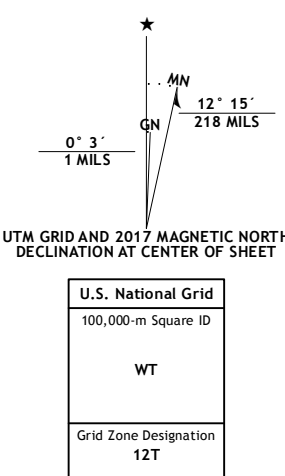 ★
MN
12° 15´
218 MILS
GN
0° 3´
1 MILS
UTM GRID AND 2017 MAGNETIC NORTH
DECLINATION AT CENTER OF SHEET
U.S. National Grid
100,000-m Square ID
WT
Grid Zone Designation
12T